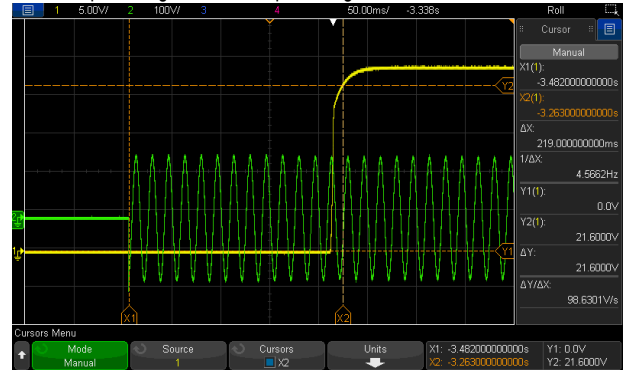 1 5.00V/ 2 100V/ 3 4 50.00ms/ -3.338s Roll
Cursor
Manual
X1(1):
-3.482000000000s
X2(1):
-3.263000000000s
ΔX:
219.000000000ms
1/ΔX:
4.5662Hz
Y1(1):
0.0V
Y2(1):
21.6000V
ΔY:
21.6000V
ΔY/ΔX:
98.6301V/s
Y2
2
1
Y1
X1 X2
Cursors Menu
Mode Source Cursors Units
Manual 1 X2
X1: -3.482000000000s Y1: 0.0V
X2: -3.263000000000s Y2: 21.6000V